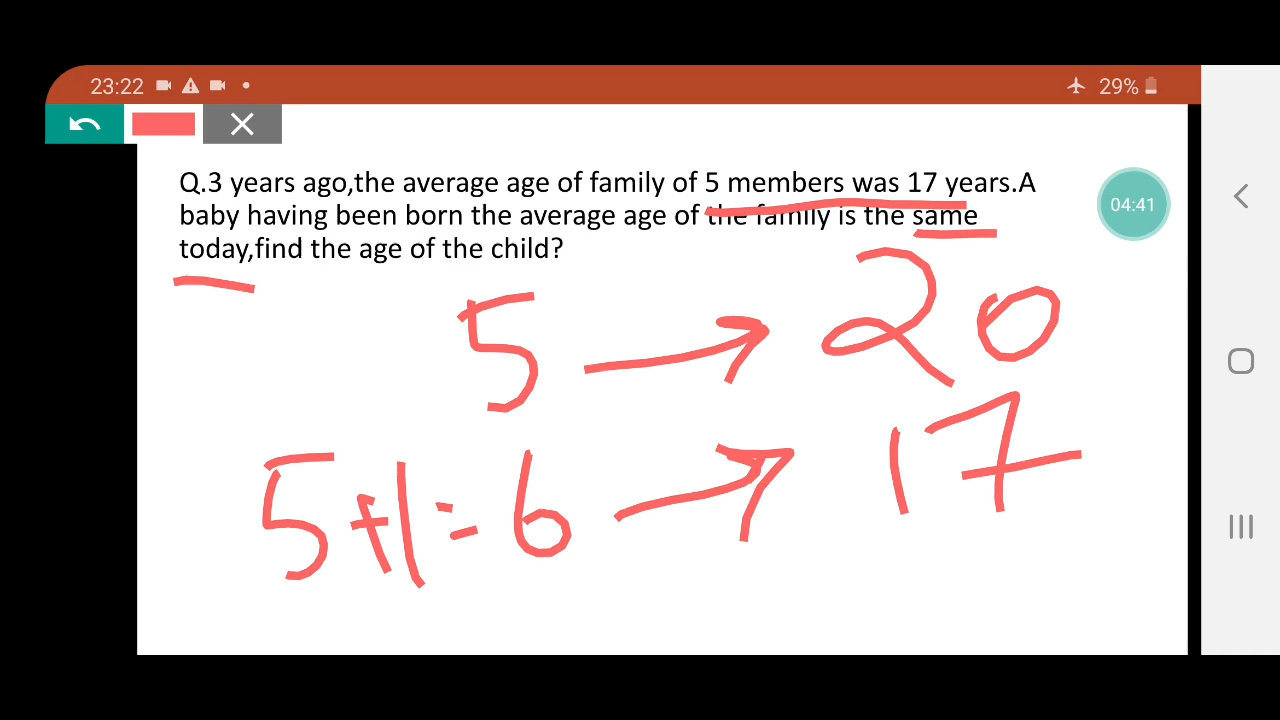 23:22 29%
Q.3 years ago,the average age of family of 5 members was 17 years.A
baby having been born the average age of the family is the same
today,find the age of the child?
04:41
5 → 20
5+1=6 → 17